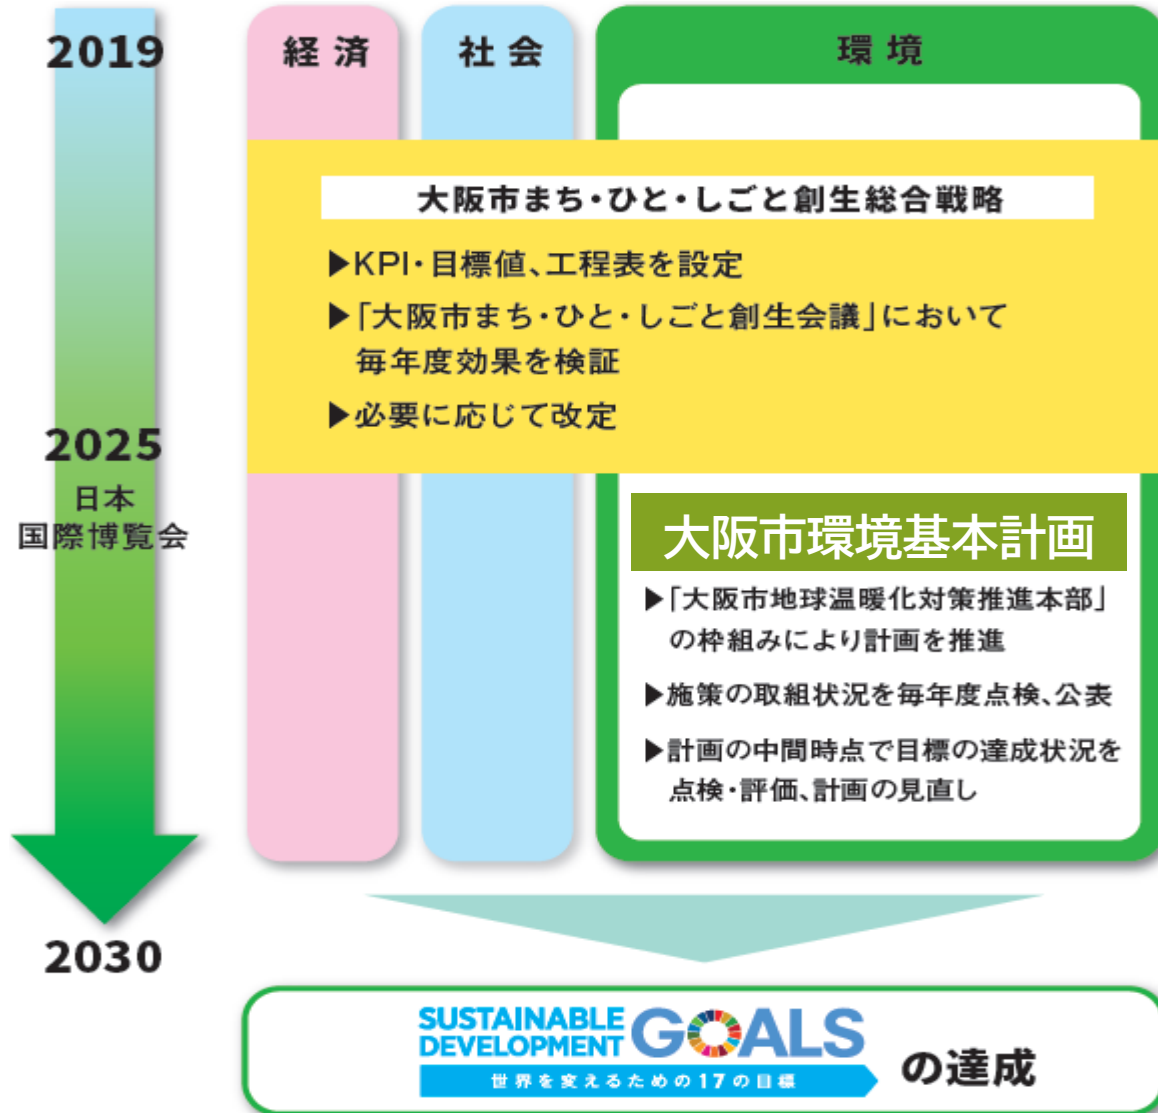 2019
2025
日本
国際博覧会
2030
経済
社会
環境
大阪市まち・ひと・しごと創生総合戦略
▶KPI・目標値、工程表を設定
▶「大阪市まち・ひと・しごと創生会議」において
毎年度効果を検証
▶必要に応じて改定
大阪市環境基本計画
▶「大阪市地球温暖化対策推進本部」
の枠組みにより計画を推進
▶施策の取組状況を毎年度点検、公表
▶計画の中間時点で目標の達成状況を
点検・評価、計画の見直し
SUSTAINABLE
DEVELOPMENT GOALS
世界を変えるための17の目標
の達成